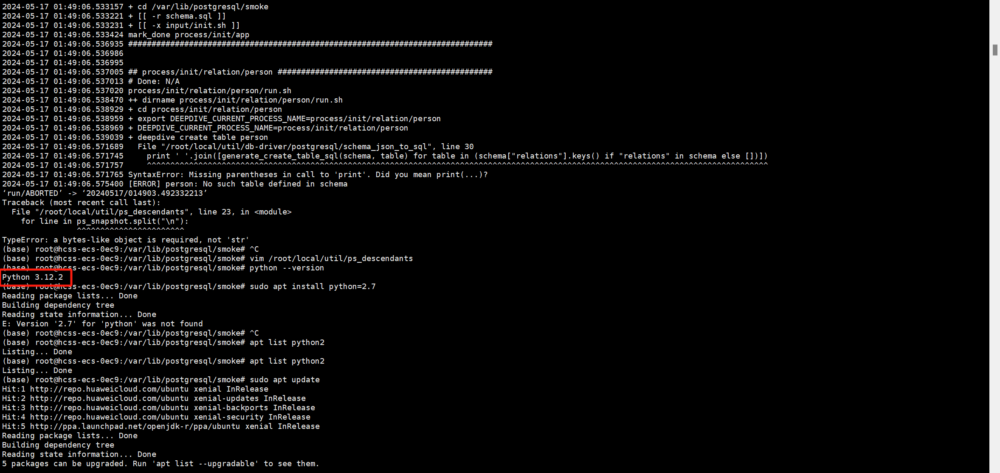 2024-05-17 01:49:06.533157 + cd /var/lib/postgresql/smoke
2024-05-17 01:49:06.533221 + [[ -r schema.sql ]]
2024-05-17 01:49:06.533231 + [[ -x input/init.sh ]]
2024-05-17 01:49:06.533424 mark_done process/init/app
2024-05-17 01:49:06.536935 ##############################################################################
2024-05-17 01:49:06.536986
2024-05-17 01:49:06.536995
2024-05-17 01:49:06.537005 ## process/init/relation/person ##############################################
2024-05-17 01:49:06.537013 # Done: N/A
2024-05-17 01:49:06.537020 process/init/relation/person/run.sh
2024-05-17 01:49:06.538470 ++ dirname process/init/relation/person/run.sh
2024-05-17 01:49:06.538929 + cd process/init/relation/person
2024-05-17 01:49:06.538959 + export DEEPDIVE_CURRENT_PROCESS_NAME=process/init/relation/person
2024-05-17 01:49:06.538969 + DEEPDIVE_CURRENT_PROCESS_NAME=process/init/relation/person
2024-05-17 01:49:06.539039 + deepdive create table person
2024-05-17 01:49:06.571689   File "/root/local/util/db-driver/postgresql/schema_json_to_sql", line 30
2024-05-17 01:49:06.571745     print ' '.join([generate_create_table_sql(schema, table) for table in (schema["relations"].keys() if "relations" in schema else [])])
2024-05-17 01:49:06.571757     ^^^^^^^^^^^^^^^^^^^^^^^^^^^^^^^^^^^^^^^^^^^^^^^^^^^^^^^^^^^^^^^^^^^^^^^^^^^^^^^^^^^^^^^^^^^^^^^^^^^^^^^^^^^^^^^^^^^^^^^^^^^^^^^^^^^^^
2024-05-17 01:49:06.571765 SyntaxError: Missing parentheses in call to 'print'. Did you mean print(...)?
2024-05-17 01:49:06.575400 [ERROR] person: No such table defined in schema
‘run/ABORTED’ -> ‘20240517/014903.492332213’
Traceback (most recent call last):
  File "/root/local/util/ps_descendants", line 23, in <module>
    for line in ps_snapshot.split("\n"):
                ^^^^^^^^^^^^^^^^^^^^^^^
TypeError: a bytes-like object is required, not 'str'
(base) root@hcss-ecs-0ec9:/var/lib/postgresql/smoke# ^C
(base) root@hcss-ecs-0ec9:/var/lib/postgresql/smoke# vim /root/local/util/ps_descendants
(base) root@hcss-ecs-0ec9:/var/lib/postgresql/smoke# python --version
Python 3.12.2
(base) root@hcss-ecs-0ec9:/var/lib/postgresql/smoke# sudo apt install python=2.7
Reading package lists... Done
Building dependency tree
Reading state information... Done
E: Version '2.7' for 'python' was not found
(base) root@hcss-ecs-0ec9:/var/lib/postgresql/smoke# ^C
(base) root@hcss-ecs-0ec9:/var/lib/postgresql/smoke# apt list python2
Listing... Done
(base) root@hcss-ecs-0ec9:/var/lib/postgresql/smoke# apt list python2
Listing... Done
(base) root@hcss-ecs-0ec9:/var/lib/postgresql/smoke# sudo apt update
Hit:1 http://repo.huaweicloud.com/ubuntu xenial InRelease
Hit:2 http://repo.huaweicloud.com/ubuntu xenial-updates InRelease
Hit:3 http://repo.huaweicloud.com/ubuntu xenial-backports InRelease
Hit:4 http://repo.huaweicloud.com/ubuntu xenial-security InRelease
Hit:5 http://ppa.launchpad.net/openjdk-r/ppa/ubuntu xenial InRelease
Reading package lists... Done
Building dependency tree
Reading state information... Done
5 packages can be upgraded. Run 'apt list --upgradable' to see them.